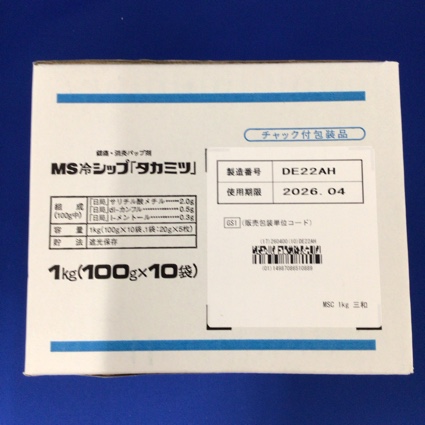 チャック付包装品
鎮痛・消炎パップ剤
MS冷シップ「タカミツ」
組成(100g中)
「日局」サリチル酸メチル……2.0g
「日局」dl-カンフル……0.5g
「日局」l-メントール……0.3g
容量 1kg(100g×10袋、1袋:20g×5枚)
貯法 遮光保存
1kg(100g×10袋)
製造番号 DE22AH
使用期限 2026.04
GS1 (販売包装単位コード)
MSC 1kg 三和